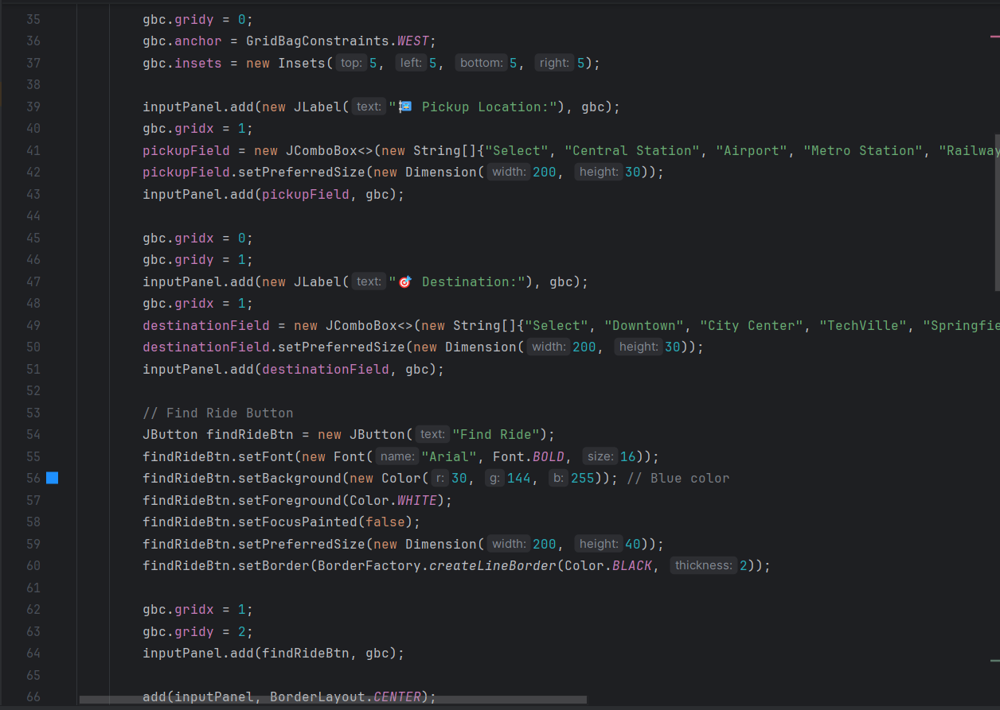 35 gbc.gridy = 0;
36 gbc.anchor = GridBagConstraints.WEST;
37 gbc.insets = new Insets( top: 5, left: 5, bottom: 5, right: 5);
38
39 inputPanel.add(new JLabel( text: "🚏 Pickup Location:"), gbc);
40 gbc.gridx = 1;
41 pickupField = new JComboBox<>(new String[]{"Select", "Central Station", "Airport", "Metro Station", "Railway
42 pickupField.setPreferredSize(new Dimension( width: 200, height: 30));
43 inputPanel.add(pickupField, gbc);
44
45 gbc.gridx = 0;
46 gbc.gridy = 1;
47 inputPanel.add(new JLabel( text: "🎯 Destination:"), gbc);
48 gbc.gridx = 1;
49 destinationField = new JComboBox<>(new String[]{"Select", "Downtown", "City Center", "TechVille", "Springfie
50 destinationField.setPreferredSize(new Dimension( width: 200, height: 30));
51 inputPanel.add(destinationField, gbc);
52
53 // Find Ride Button
54 JButton findRideBtn = new JButton( text: "Find Ride");
55 findRideBtn.setFont(new Font( name: "Arial", Font.BOLD, size: 16));
56 findRideBtn.setBackground(new Color( r: 30, g: 144, b: 255)); // Blue color
57 findRideBtn.setForeground(Color.WHITE);
58 findRideBtn.setFocusPainted(false);
59 findRideBtn.setPreferredSize(new Dimension( width: 200, height: 40));
60 findRideBtn.setBorder(BorderFactory.createLineBorder(Color.BLACK, thickness: 2));
61
62 gbc.gridx = 1;
63 gbc.gridy = 2;
64 inputPanel.add(findRideBtn, gbc);
65
66 add(inputPanel, BorderLayout.CENTER);